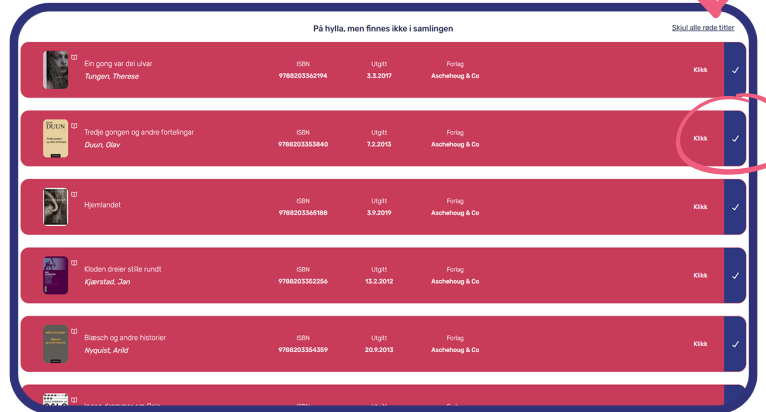 På hylla, men finnes ikke i samlingen
Skjul alle røde titler
Ein gong var dei ulvar
Tungen, Therese
ISBN
9788203362194
Utgitt
3.3.2017
Forlag
Aschehoug & Co
Klikk
DUUN
Tredje gongen og andre fortelingar
Duun, Olav
ISBN
9788203353840
Utgitt
7.2.2013
Forlag
Aschehoug & Co
Klikk
Hjemlandet
ISBN
9788203365188
Utgitt
3.9.2019
Forlag
Aschehoug & Co
Klikk
Kloden dreier stille rundt
Kjærstad, Jan
ISBN
9788203352256
Utgitt
13.2.2012
Forlag
Aschehoug & Co
Klikk
Blæsch og andre historier
Nyquist, Arild
ISBN
9788203354359
Utgitt
20.9.2013
Forlag
Aschehoug & Co
Klikk